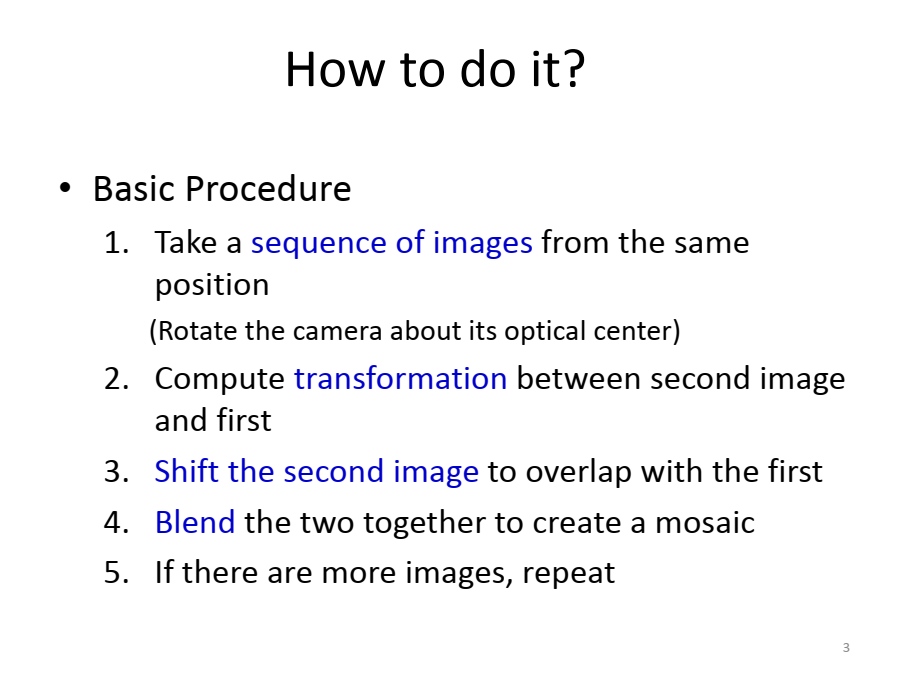 How to do it?
• Basic Procedure
1. Take a sequence of images from the same
position
(Rotate the camera about its optical center)
2. Compute transformation between second image
and first
3. Shift the second image to overlap with the first
4. Blend the two together to create a mosaic
5. If there are more images, repeat
3